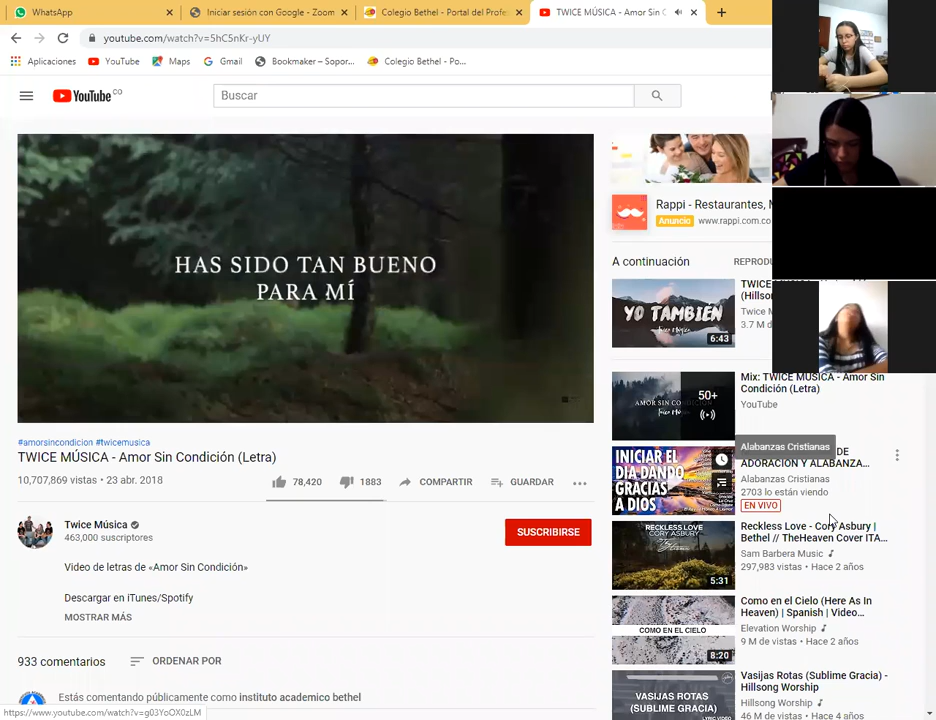 WhatsApp
Iniciar sesión con Google - Zoom
Colegio Bethel - Portal del Profe
TWICE MÚSICA - Amor Sin C
youtube.com/watch?v=5hC5nKr-yUY
Aplicaciones
YouTube
Maps
Gmail
Bookmaker – Sopor...
Colegio Bethel - Po...
YouTube CO
Buscar
HAS SIDO TAN BUENO
PARA MÍ
#amorsincondicion #twicemusica
TWICE MÚSICA - Amor Sin Condición (Letra)
10,707,869 vistas • 23 abr. 2018
78,420
1883
COMPARTIR
GUARDAR
Twice Música
463,000 suscriptores
SUSCRIBIRSE
Video de letras de «Amor Sin Condición»
Descargar en iTunes/Spotify
MOSTRAR MÁS
933 comentarios
ORDENAR POR
Estás comentando públicamente como instituto academico bethel
https://www.youtube.com/watch?v=g03YoOX0zLM
Rappi - Restaurantes,
Anuncio
www.rappi.com.co
A continuación
REPROD
YO TAMBIÉN
Twice Música
6:43
TWICE
(Hillson
Twice M
3.7 M d
AMOR SIN CONDICIÓN
50+
Mix: TWICE MÚSICA - Amor Sin
Condición (Letra)
YouTube
Alabanzas Cristianas
INICIAR EL
DIA DANDO
GRACIAS
A DIOS
DE
ADORACIÓN Y ALABANZA...
Alabanzas Cristianas
2703 lo están viendo
EN VIVO
RECKLESS LOVE
CORY ASBURY
5:31
Reckless Love - Cory Asbury |
Bethel // TheHeaven Cover ITA...
Sam Barbera Music
297,983 vistas • Hace 2 años
COMO EN EL CIELO
8:20
Como en el Cielo (Here As In
Heaven) | Spanish | Video...
Elevation Worship
9 M de vistas • Hace 2 años
VASIJAS ROTAS
(SUBLIME GRACIA)
Vasijas Rotas (Sublime Gracia) -
Hillsong Worship
Hillsong Worship
46 M de vistas • Hace 4 años